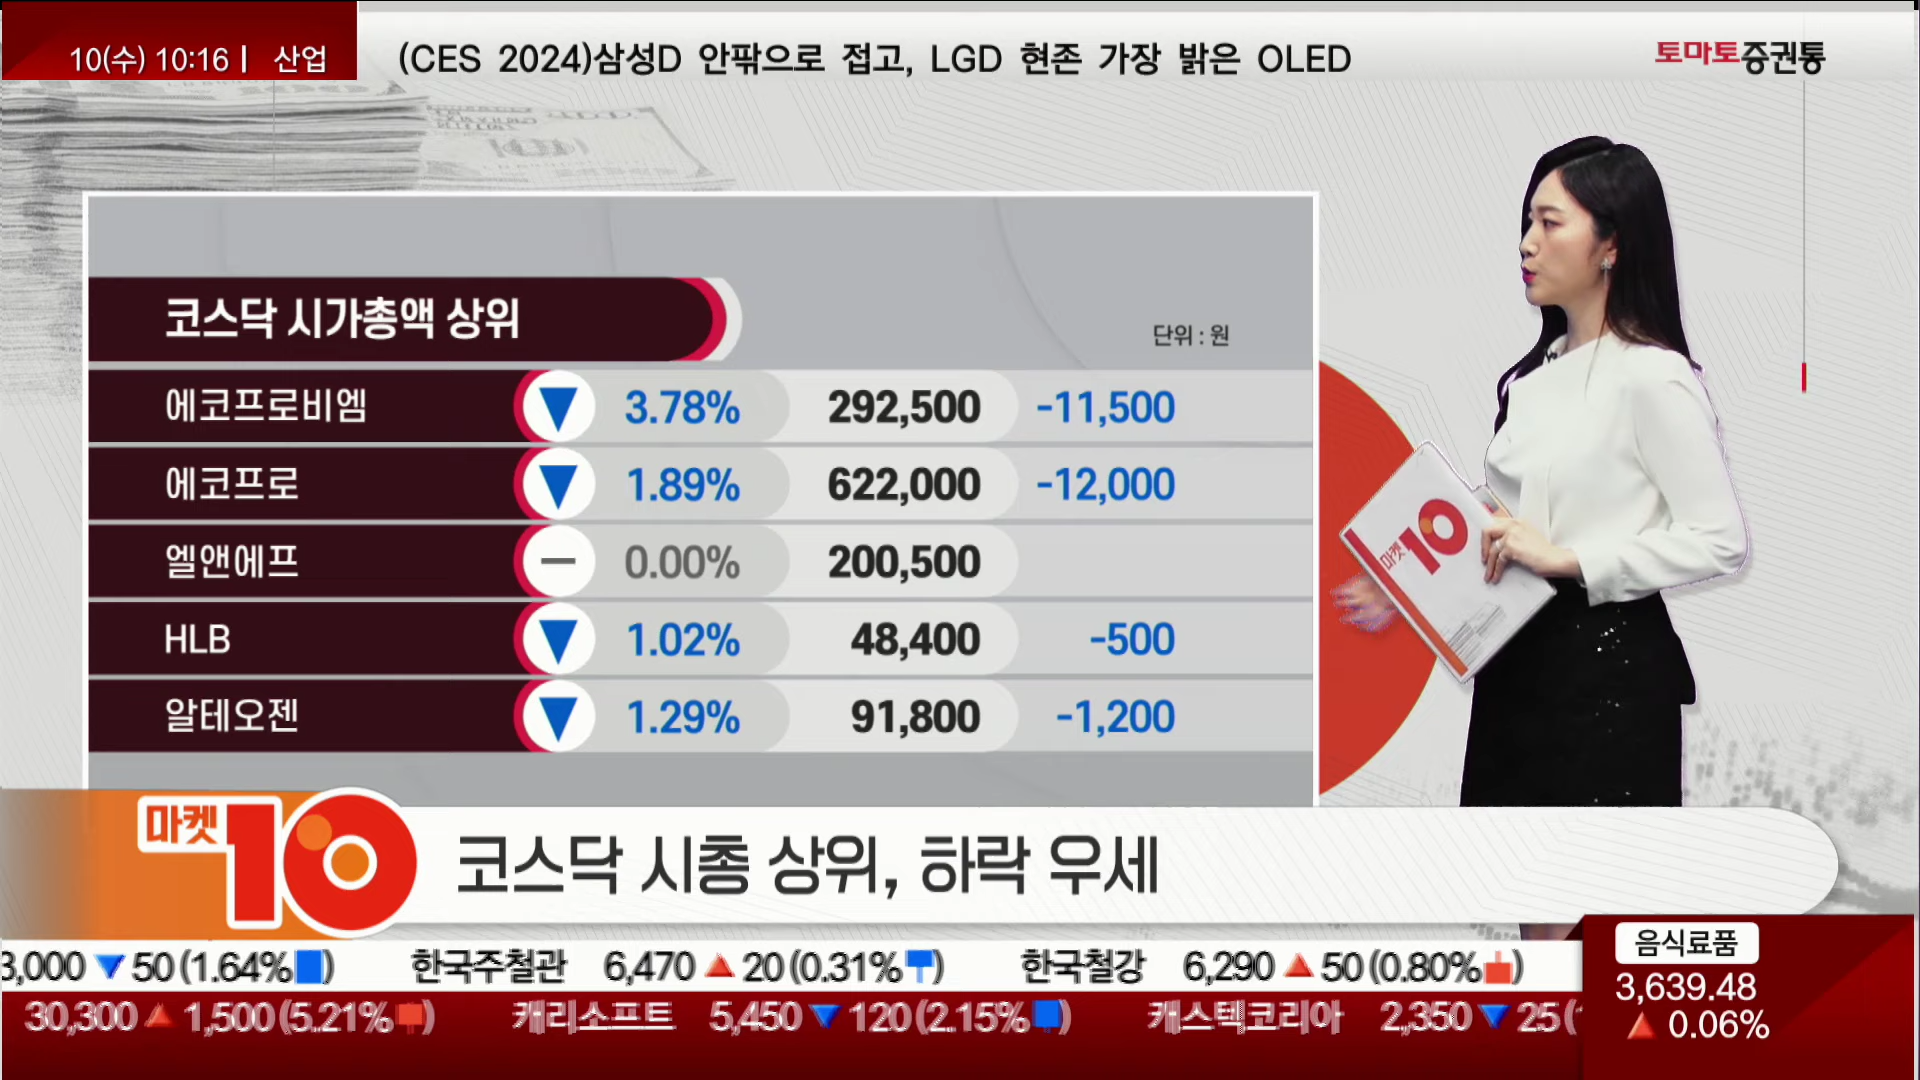 10(수) 10:16 | 산업
(CES 2024)삼성D 안팎으로 접고, LGD 현존 가장 밝은 OLED
토마토증권통
코스닥 시가총액 상위
단위 : 원
에코프로비엠 ▼ 3.78% 292,500 -11,500
에코프로 ▼ 1.89% 622,000 -12,000
엘앤에프 – 0.00% 200,500
HLB ▼ 1.02% 48,400 -500
알테오젠 ▼ 1.29% 91,800 -1,200
마켓10
마켓10
코스닥 시총 상위, 하락 우세
3,000 ▼ 50 (1.64%) 한국주철관 6,470 ▲ 20 (0.31%) 한국철강 6,290 ▲ 50 (0.80%)
30,300 ▲ 1,500 (5.21%) 캐리소프트 5,450 ▼ 120 (2.15%) 캐스텍코리아 2,350 ▼ 25 (
음식료품
3,639.48
▲ 0.06%